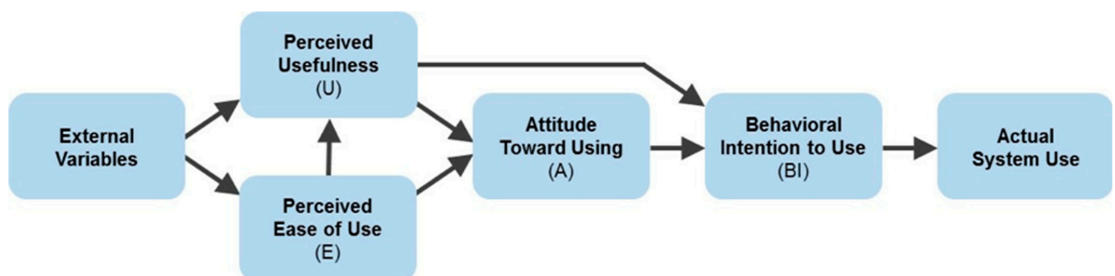 External
Variables
Perceived
Usefulness
(U)
Perceived
Ease of Use
(E)
Attitude
Toward Using
(A)
Behavioral
Intention to Use
(BI)
Actual
System Use